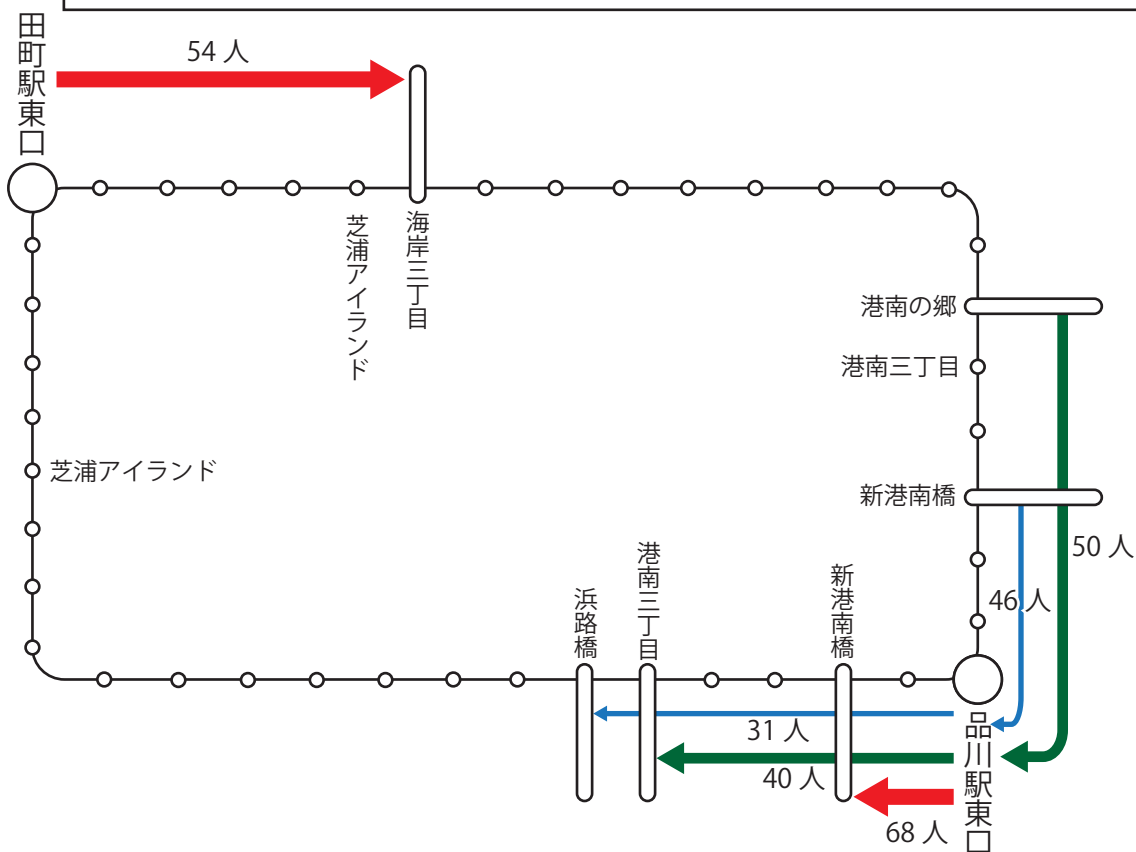 田町駅東口
54 人
芝浦アイランド
海岸三丁目
港南の郷
港南三丁目
芝浦アイランド
新港南橋
50 人
46 人
浜路橋
港南三丁目
新港南橋
31 人
40 人
68 人
品川駅東口